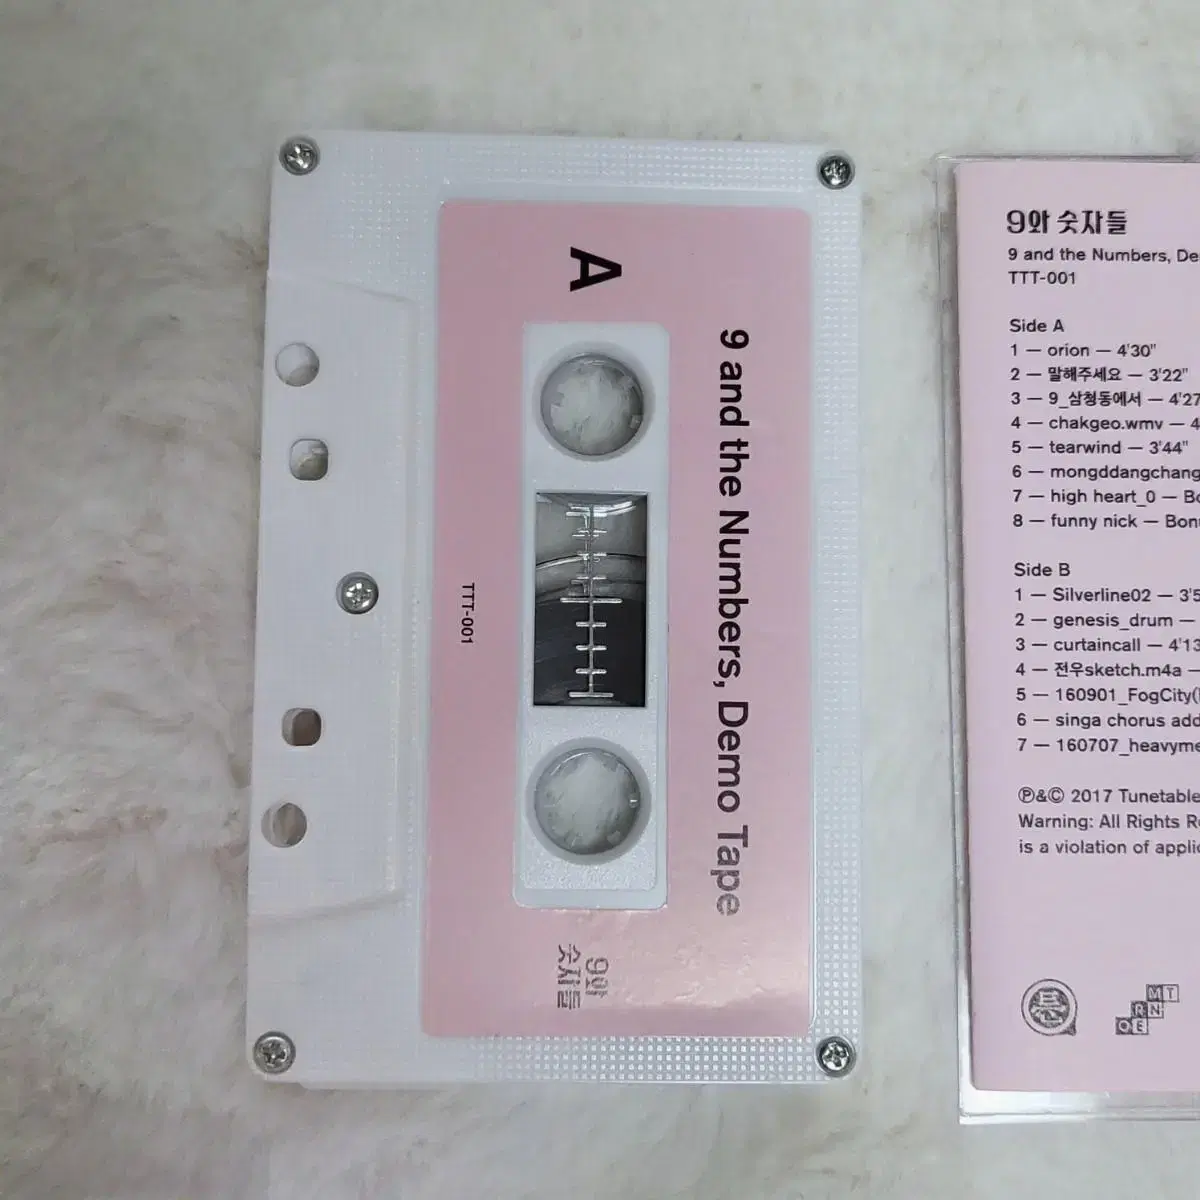 A
9 and the Numbers, Demo Tape
TTT-001
9와
숫자들
9와 숫자들
9 and the Numbers,
TTT-001
Side A
1 — orion — 4'30"
2 — 말해주세요 — 3'22"
3 — 9_삼청동에서 — 4'27
4 — chakgeo.wmv — 4
5 — tearwind — 3'44"
6 — mongddangchang
7 — high heart_0 —
8 — funny nick —
Side B
1 — Silverline02 — 3'5
2 — genesis_drum —
3 — curtaincall — 4'13
4 — 전우sketch.m4a —
5 — 160901_FogCity(
6 — singa chorus add
7 — 160707_heavyme
℗&© 2017 Tunetable
Warning: All Rights
is a violation of
MT
RN
OE